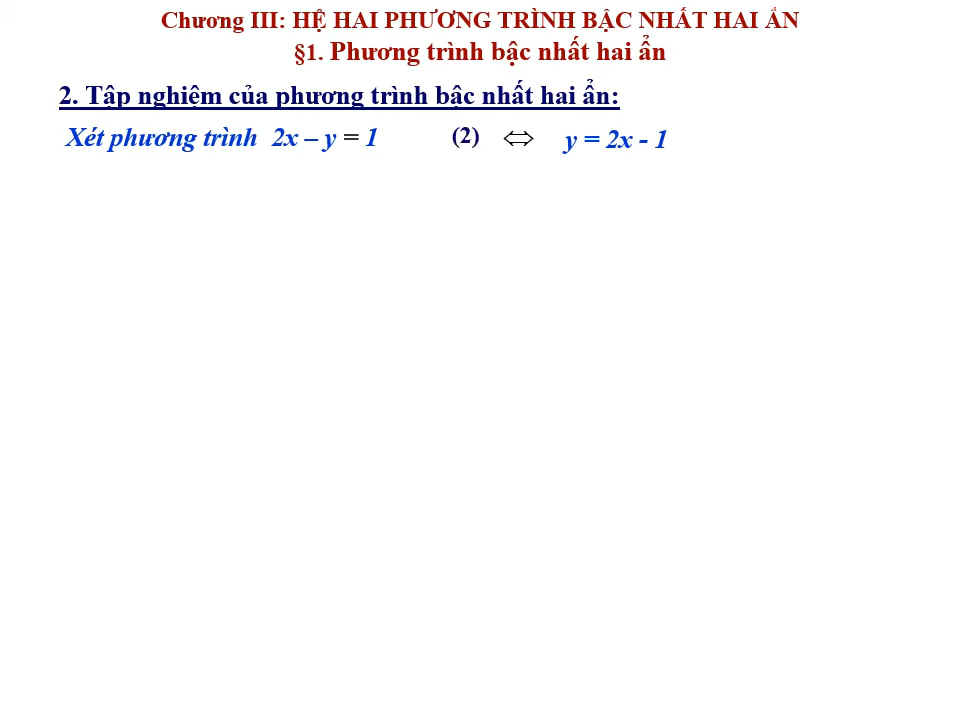 Chương III: HỆ HAI PHƯƠNG TRÌNH BẬC NHẤT HAI ẨN
§1. Phương trình bậc nhất hai ẩn
2. Tập nghiệm của phương trình bậc nhất hai ẩn:
Xét phương trình 2x – y = 1 (2) ⇔ y = 2x - 1